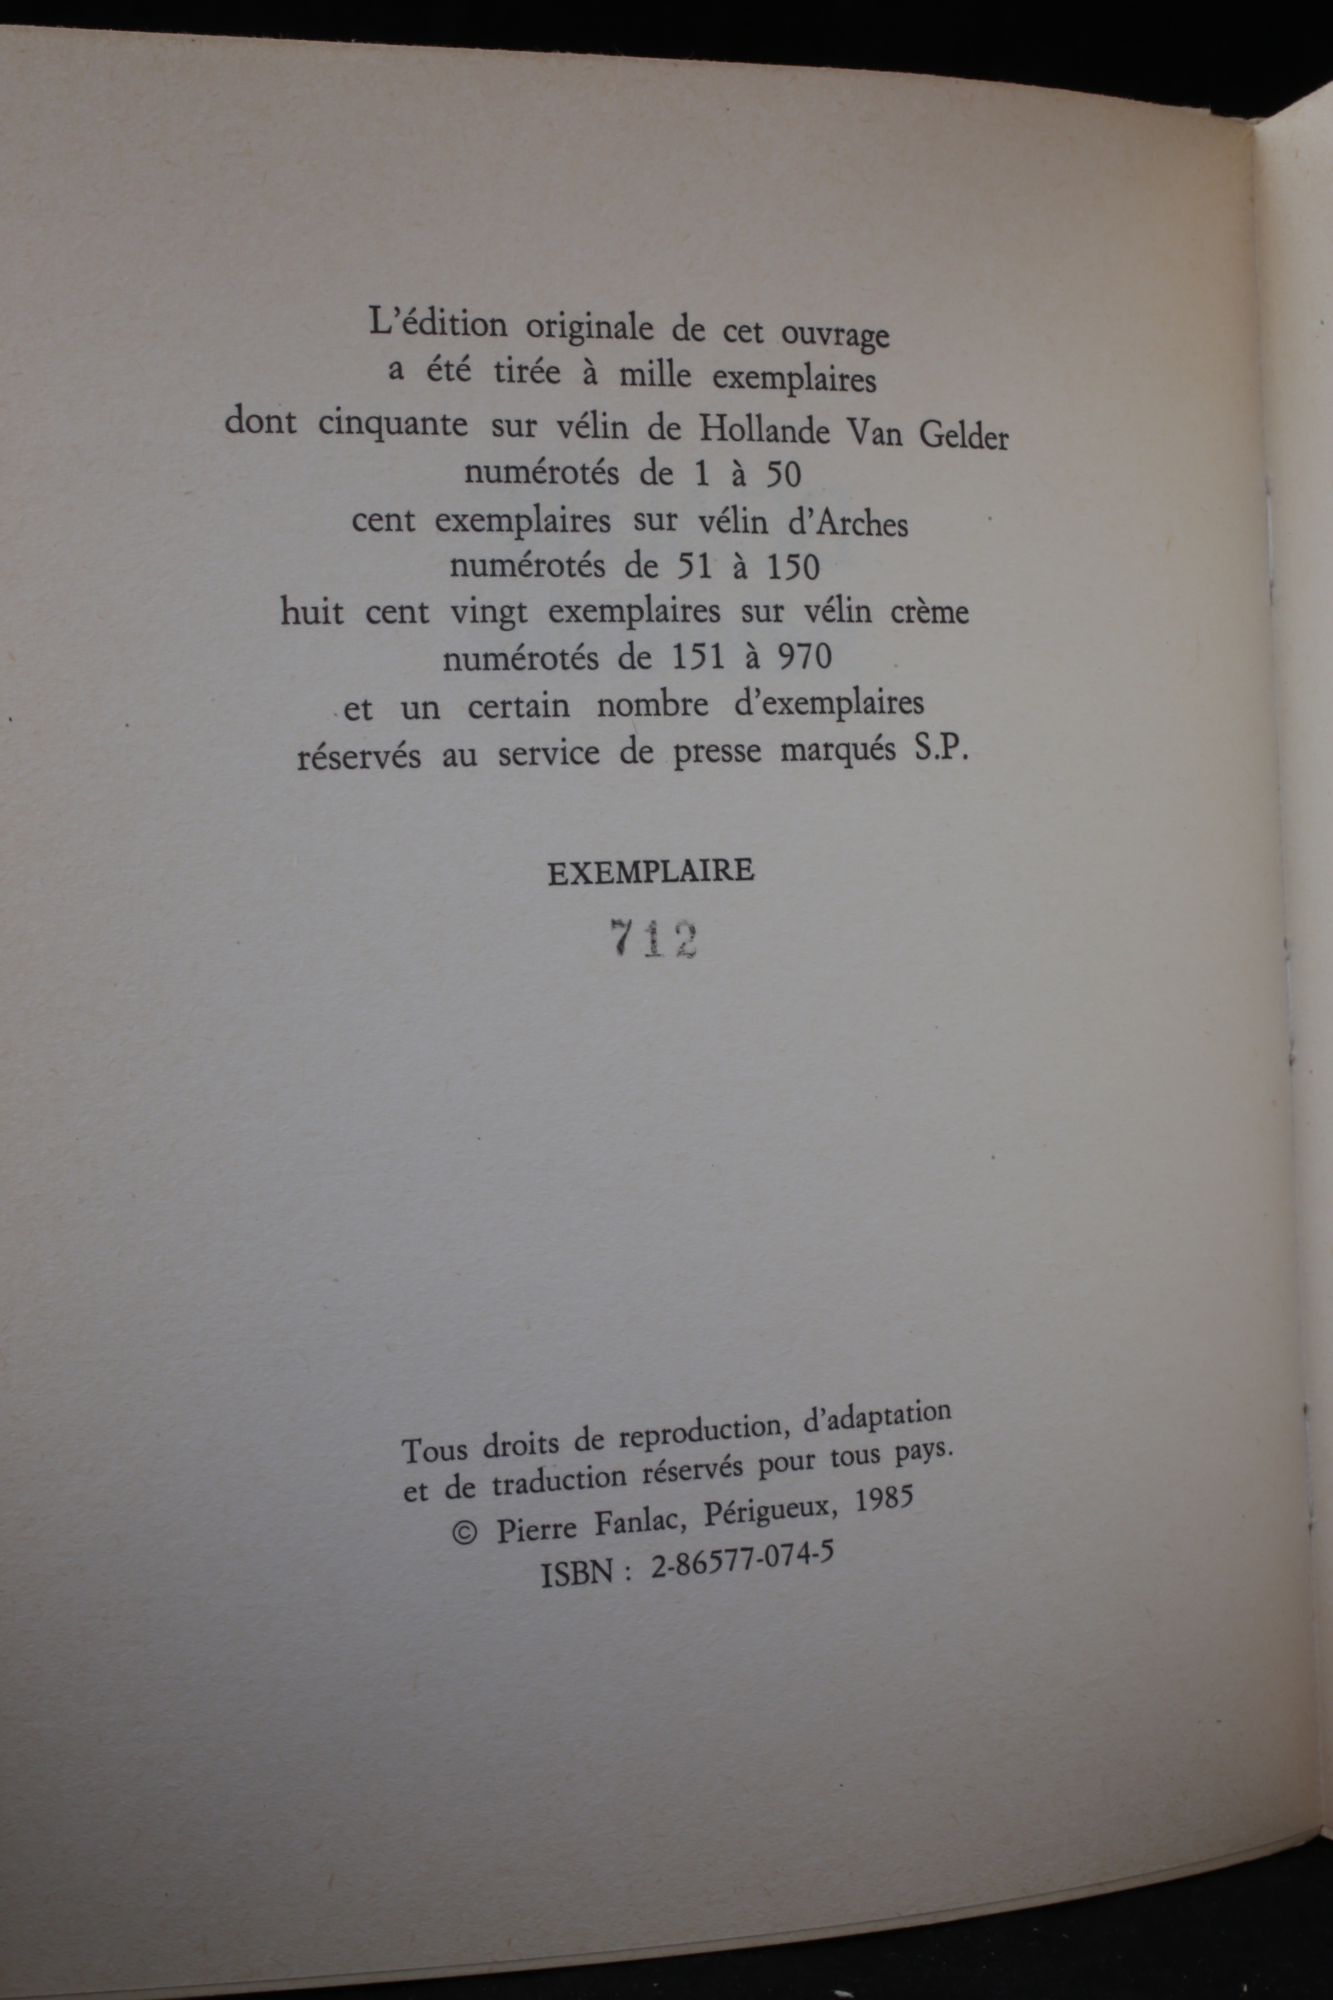 L'édition originale de cet ouvrage
a été tirée à mille exemplaires
dont cinquante sur vélin de Hollande Van Gelder
numérotés de 1 à 50
cent exemplaires sur vélin d'Arches
numérotés de 51 à 150
huit cent vingt exemplaires sur vélin crème
numérotés de 151 à 970
et un certain nombre d'exemplaires
réservés au service de presse marqués S.P.
EXEMPLAIRE
712
Tous droits de reproduction, d'adaptation
et de traduction réservés pour tous pays.
© Pierre Fanlac, Périgueux, 1985
ISBN : 2-86577-074-5